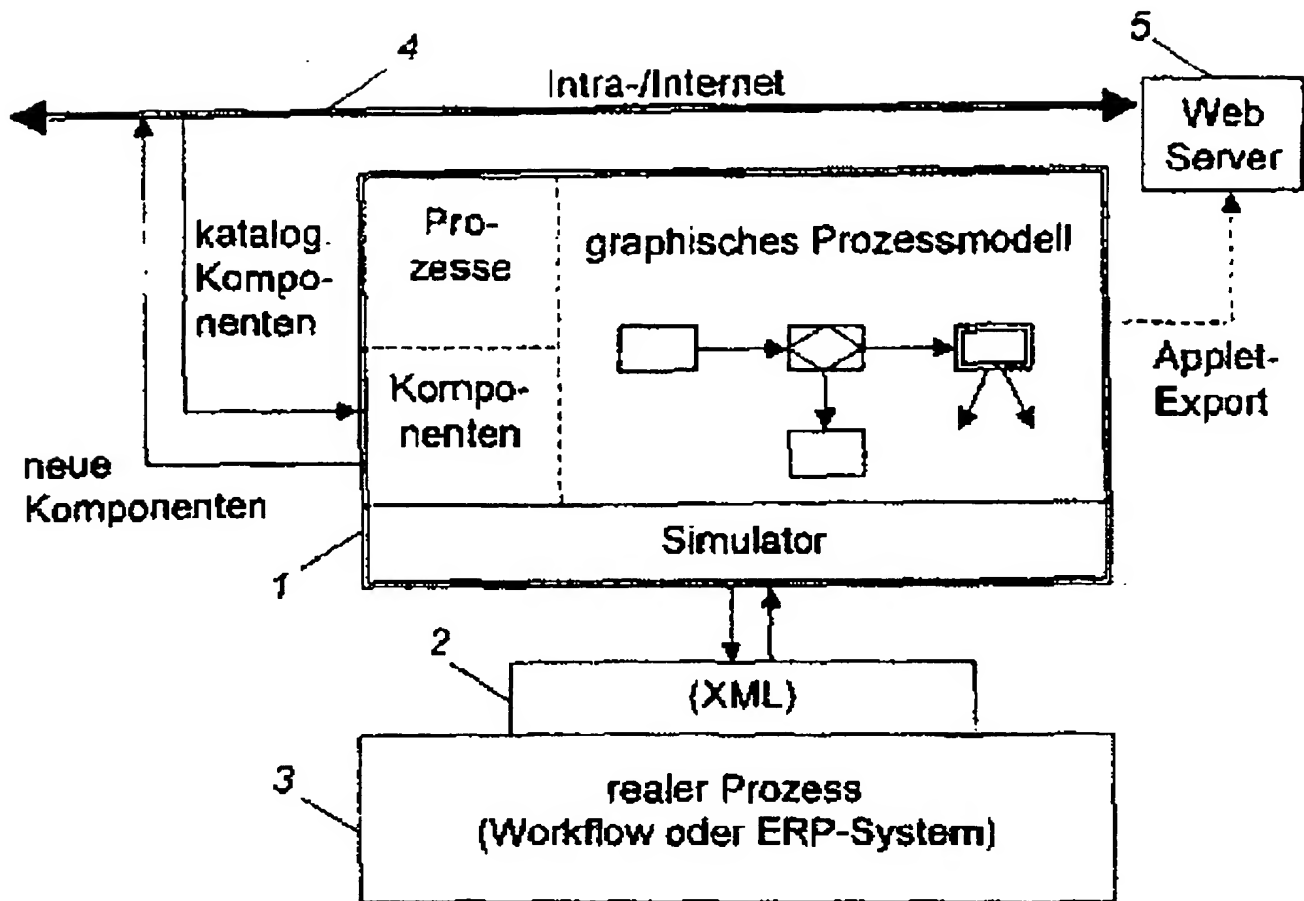 4
5
Intra-/Internet
Web
Server
katalog.
Kompo-
nenten
Pro-
zesse
graphisches Prozessmodell
Kompo-
nenten
Applet-
Export
neue
Komponenten
Simulator
1
2
(XML)
3
realer Prozess
(Workflow oder ERP-System)